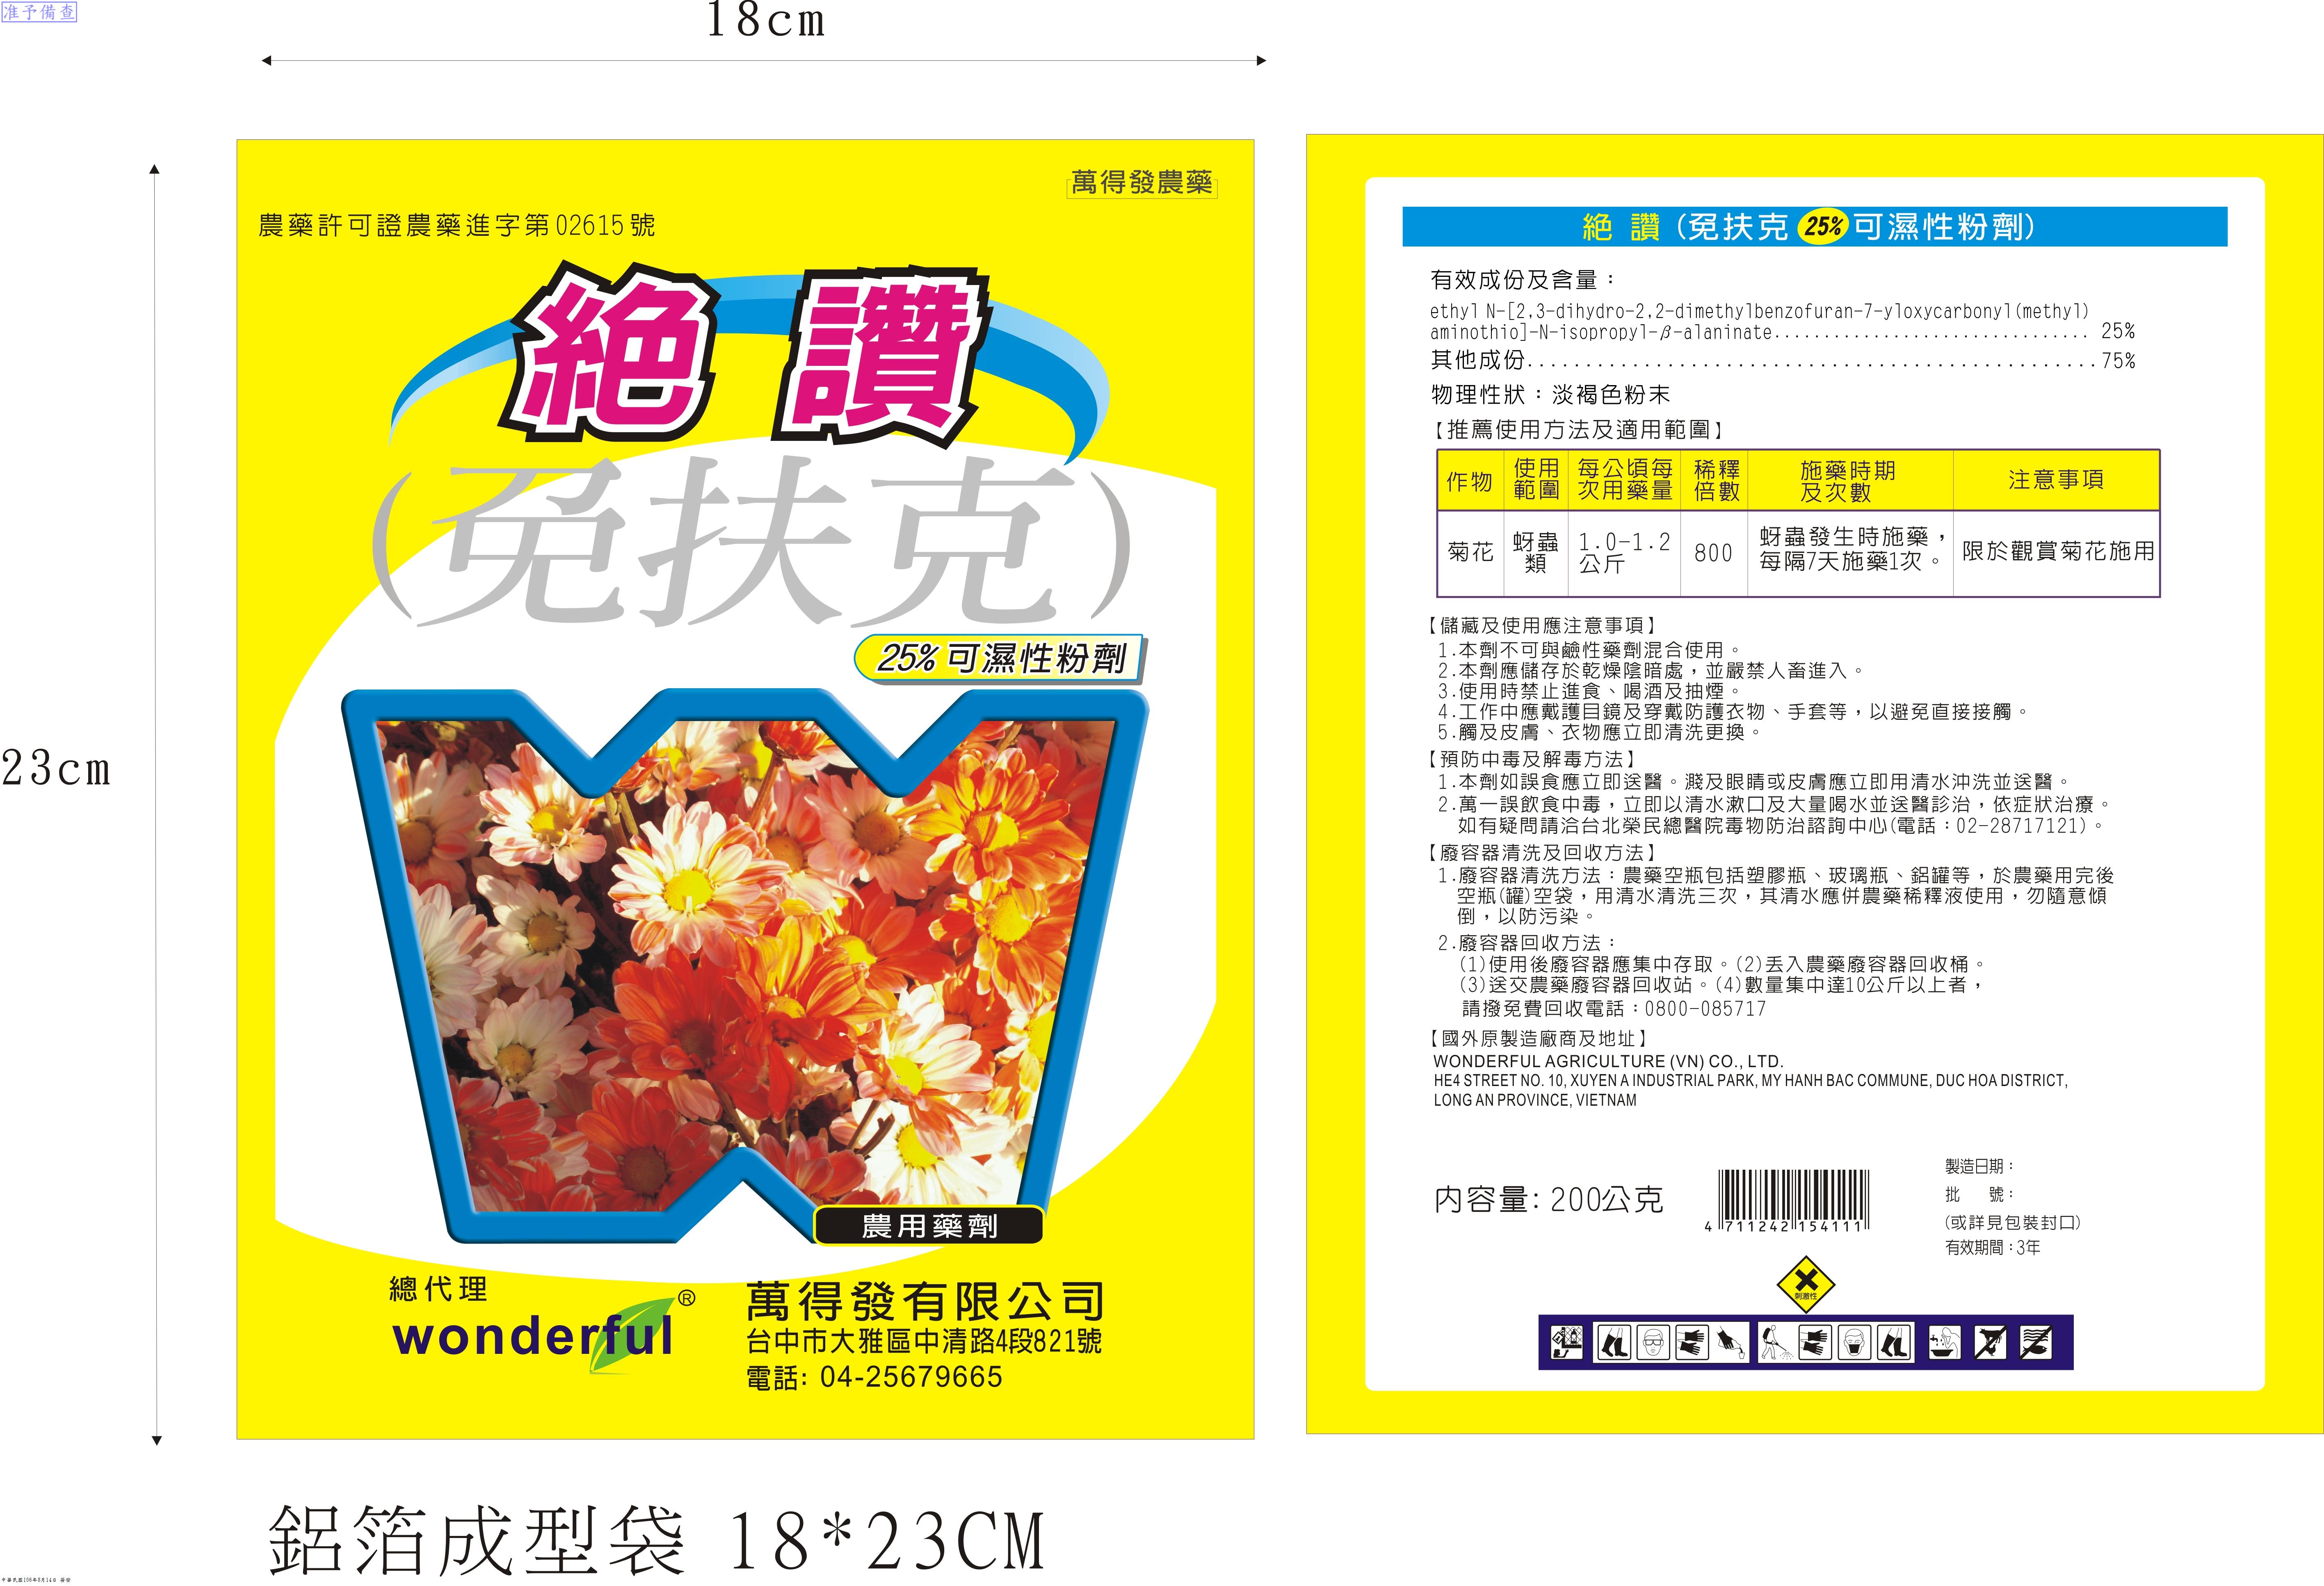 准予備查
18cm
23cm
萬得發農藥
農藥許可證農藥進字第02615號
絕 讚
(免扶克)
25%可濕性粉劑
農用藥劑
總代理
wonderful®
萬得發有限公司
台中市大雅區中清路4段821號
電話: 04-25679665
鋁箔成型袋 18*23CM
絕 讚 (免扶克 25% 可濕性粉劑)
有效成份及含量：
ethyl N-[2,3-dihydro-2,2-dimethylbenzofuran-7-yloxycarbonyl(methyl)
aminothio]-N-isopropyl-β-alaninate................................ 25%
其他成份................................................75%
物理性狀：淡褐色粉末
【推薦使用方法及適用範圍】
作物 使用範圍 每公頃每次用藥量 稀釋倍數 施藥時期及次數 注意事項
菊花 蚜蟲類 1.0-1.2公斤 800 蚜蟲發生時施藥，每隔7天施藥1次。 限於觀賞菊花施用
【儲藏及使用應注意事項】
1.本劑不可與鹼性藥劑混合使用。
2.本劑應儲存於乾燥陰暗處，並嚴禁人畜進入。
3.使用時禁止進食、喝酒及抽煙。
4.工作中應戴護目鏡及穿戴防護衣物、手套等，以避免直接接觸。
5.觸及皮膚、衣物應立即清洗更換。
【預防中毒及解毒方法】
1.本劑如誤食應立即送醫。濺及眼睛或皮膚應立即用清水沖洗並送醫。
2.萬一誤飲食中毒，立即以清水漱口及大量喝水並送醫診治，依症狀治療。
如有疑問請洽台北榮民總醫院毒物防治諮詢中心(電話：02-28717121)。
【廢容器清洗及回收方法】
1.廢容器清洗方法：農藥空瓶包括塑膠瓶、玻璃瓶、鋁罐等，於農藥用完後
空瓶(罐)空袋，用清水清洗三次，其清水應併農藥稀釋液使用，勿隨意傾
倒，以防污染。
2.廢容器回收方法：
(1)使用後廢容器應集中存取。(2)丟入農藥廢容器回收桶。
(3)送交農藥廢容器回收站。(4)數量集中達10公斤以上者，
請撥免費回收電話：0800-085717
【國外原製造廠商及地址】
WONDERFUL AGRICULTURE (VN) CO., LTD.
HE4 STREET NO. 10, XUYEN A INDUSTRIAL PARK, MY HANH BAC COMMUNE, DUC HOA DISTRICT,
LONG AN PROVINCE, VIETNAM
內容量: 200公克
4 711242 154111
製造日期：
批 號：
(或詳見包裝封口)
有效期間：3年
刺激性